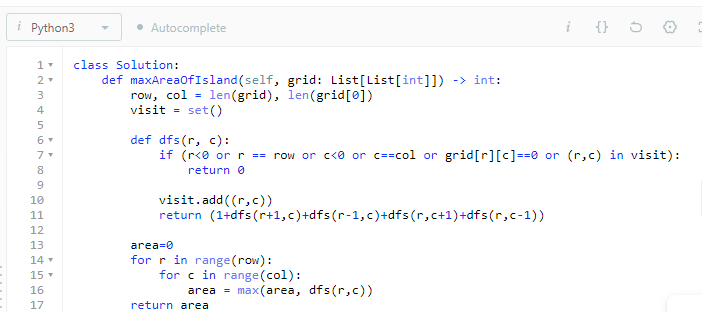 i Python3 Autocomplete i {}
1 class Solution:
2     def maxAreaOfIsland(self, grid: List[List[int]]) -> int:
3         row, col = len(grid), len(grid[0])
4         visit = set()
5
6         def dfs(r, c):
7             if (r<0 or r == row or c<0 or c==col or grid[r][c]==0 or (r,c) in visit):
8                 return 0
9
10             visit.add((r,c))
11             return (1+dfs(r+1,c)+dfs(r-1,c)+dfs(r,c+1)+dfs(r,c-1))
12
13         area=0
14         for r in range(row):
15             for c in range(col):
16                 area = max(area, dfs(r,c))
17         return area